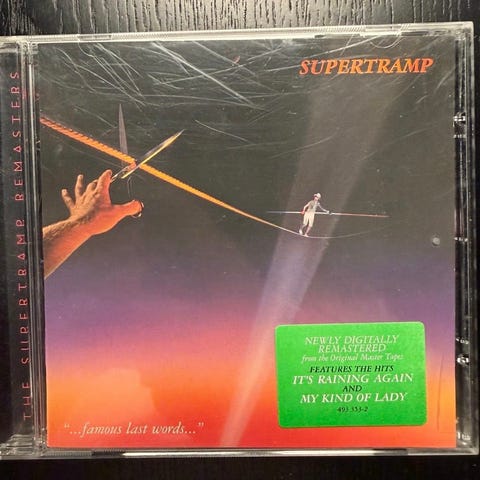 SUPERTRAMP
THE SUPERTRAMP REMASTERS
NEWLY DIGITALLY
REMASTERED
from the Original Master Tapes
FEATURES THE HITS
IT'S RAINING AGAIN
AND
MY KIND OF LADY
493 353-2
"...famous last words..."